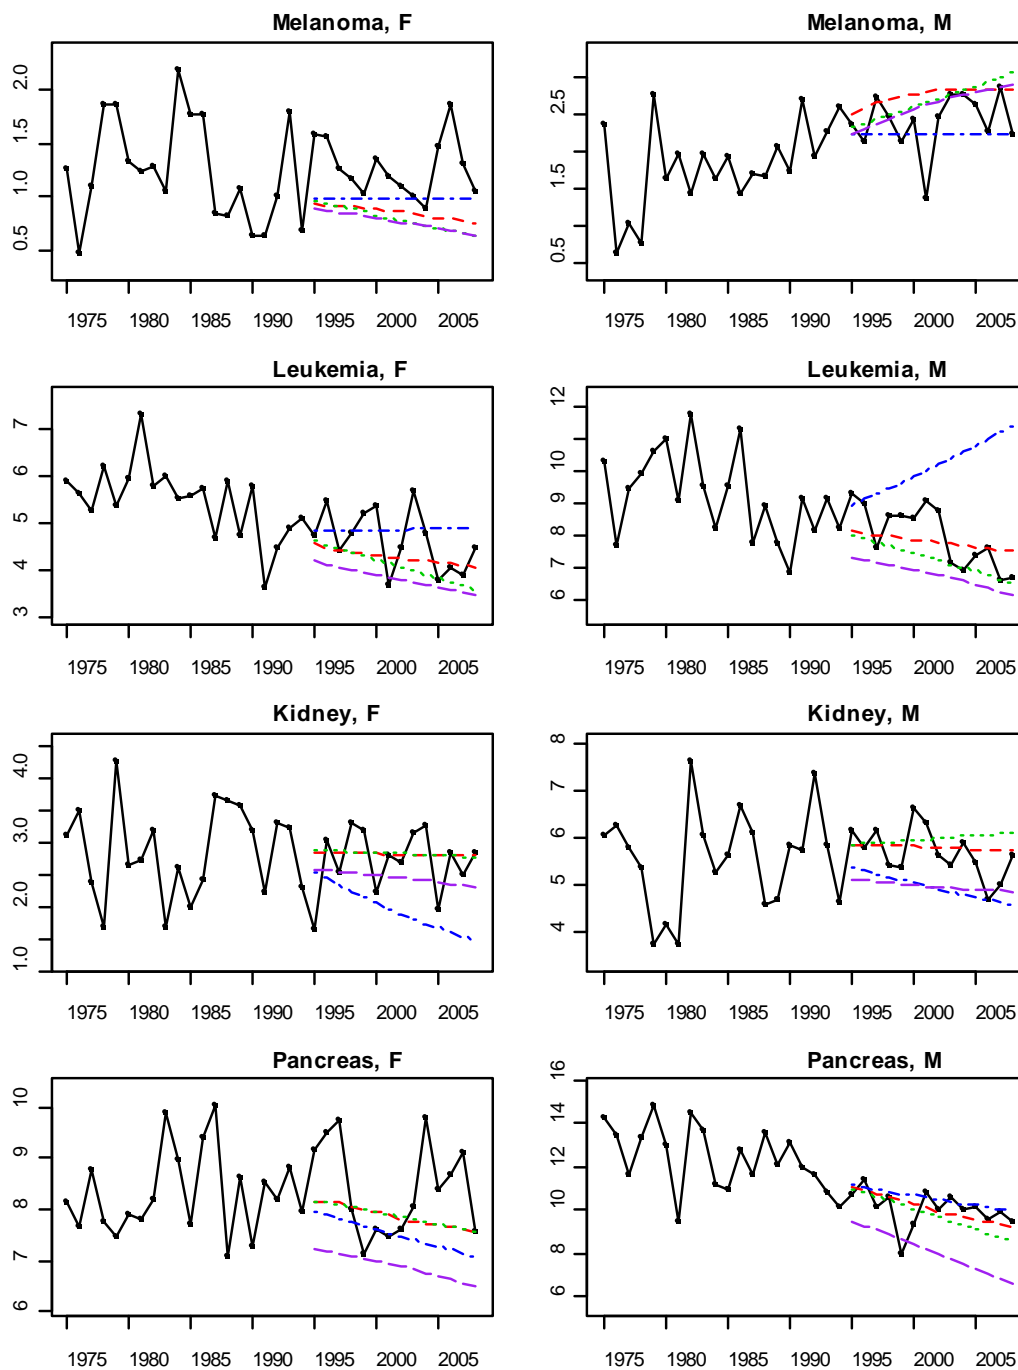 Melanoma, F
0.5 1.0 1.5 2.0
1975 1980 1985 1990 1995 2000 2005
Melanoma, M
0.5 1.5 2.5
1975 1980 1985 1990 1995 2000 2005
Leukemia, F
3 4 5 6 7
1975 1980 1985 1990 1995 2000 2005
Leukemia, M
6 7 8 9 10 12
1975 1980 1985 1990 1995 2000 2005
Kidney, F
1.0 2.0 3.0 4.0
1975 1980 1985 1990 1995 2000 2005
Kidney, M
4 5 6 7 8
1975 1980 1985 1990 1995 2000 2005
Pancreas, F
6 7 8 9 10
1975 1980 1985 1990 1995 2000 2005
Pancreas, M
6 8 10 12 14 16
1975 1980 1985 1990 1995 2000 2005